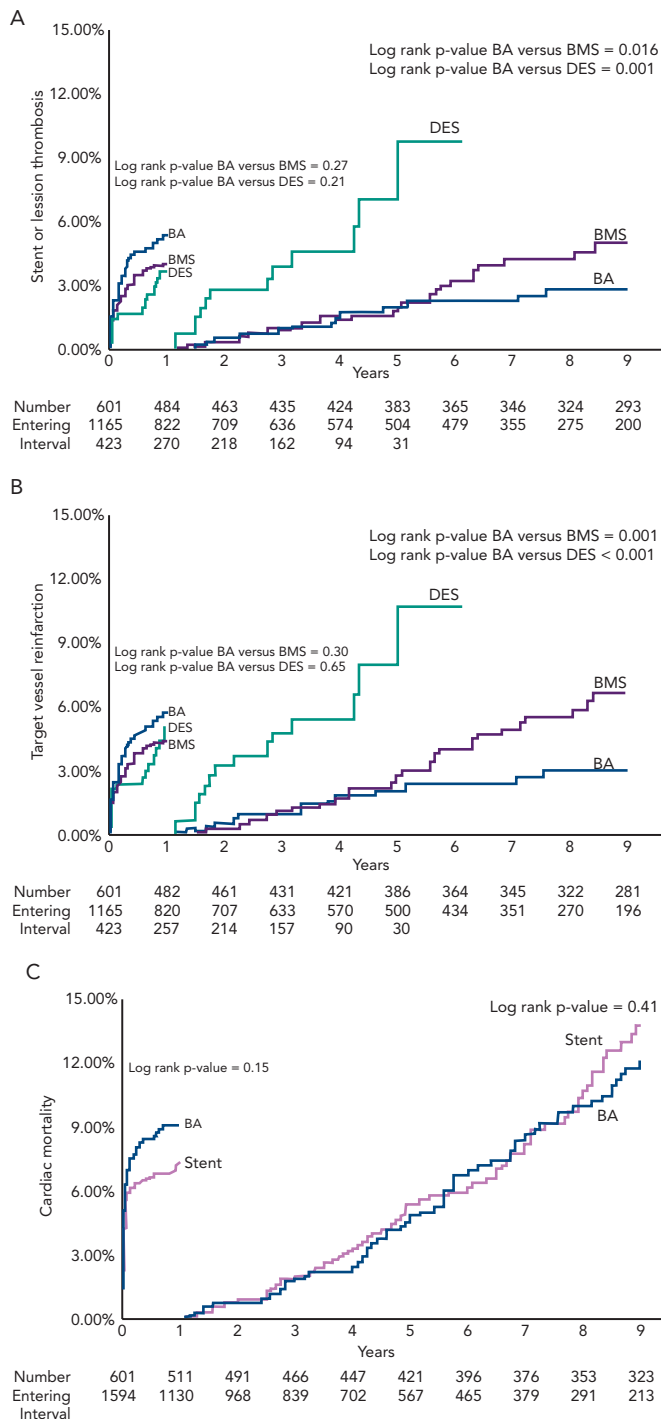 A
15.00%
Log rank p-value BA versus BMS = 0.016
Log rank p-value BA versus DES = 0.001
12.00%
DES
Stent or lession thrombosis
9.00%
Log rank p-value BA versus BMS = 0.27
Log rank p-value BA versus DES = 0.21
6.00%
BA
BMS
BMS
DES
3.00%
BA
0.00%
0 1 2 3 4 5 6 7 8 9
Years
Number 601 484 463 435 424 383 365 346 324 293
Entering 1165 822 709 636 574 504 479 355 275 200
Interval 423 270 218 162 94 31
B
15.00%
Log rank p-value BA versus BMS = 0.001
Log rank p-value BA versus DES < 0.001
12.00%
DES
Target vessel reinfarction
9.00%
Log rank p-value BA versus BMS = 0.30
Log rank p-value BA versus DES = 0.65
BMS
6.00%
BA
DES
BMS
3.00%
BA
0.00%
0 1 2 3 4 5 6 7 8 9
Years
Number 601 482 461 431 421 386 364 345 322 281
Entering 1165 820 707 633 570 500 434 351 270 196
Interval 423 257 214 157 90 30
C
15.00%
Log rank p-value = 0.41
Stent
12.00%
Log rank p-value = 0.15
Cardiac mortality
9.00%
BA
BA
Stent
6.00%
3.00%
0.00%
0 1 2 3 4 5 6 7 8 9
Years
Number 601 511 491 466 447 421 396 376 353 323
Entering 1594 1130 968 839 702 567 465 379 291 213
Interval